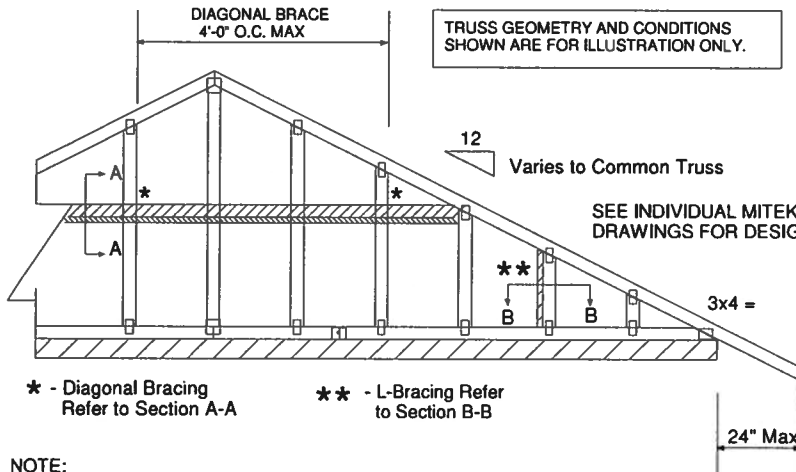 DIAGONAL BRACE
4'-0" O.C. MAX
TRUSS GEOMETRY AND CONDITIONS
SHOWN ARE FOR ILLUSTRATION ONLY.
12
Varies to Common Truss
A
*
*
SEE INDIVIDUAL MITEK
DRAWINGS FOR DESIG
A
**
B
B
3x4 =
* - Diagonal Bracing
Refer to Section A-A
** - L-Bracing Refer
to Section B-B
24" Max
NOTE: